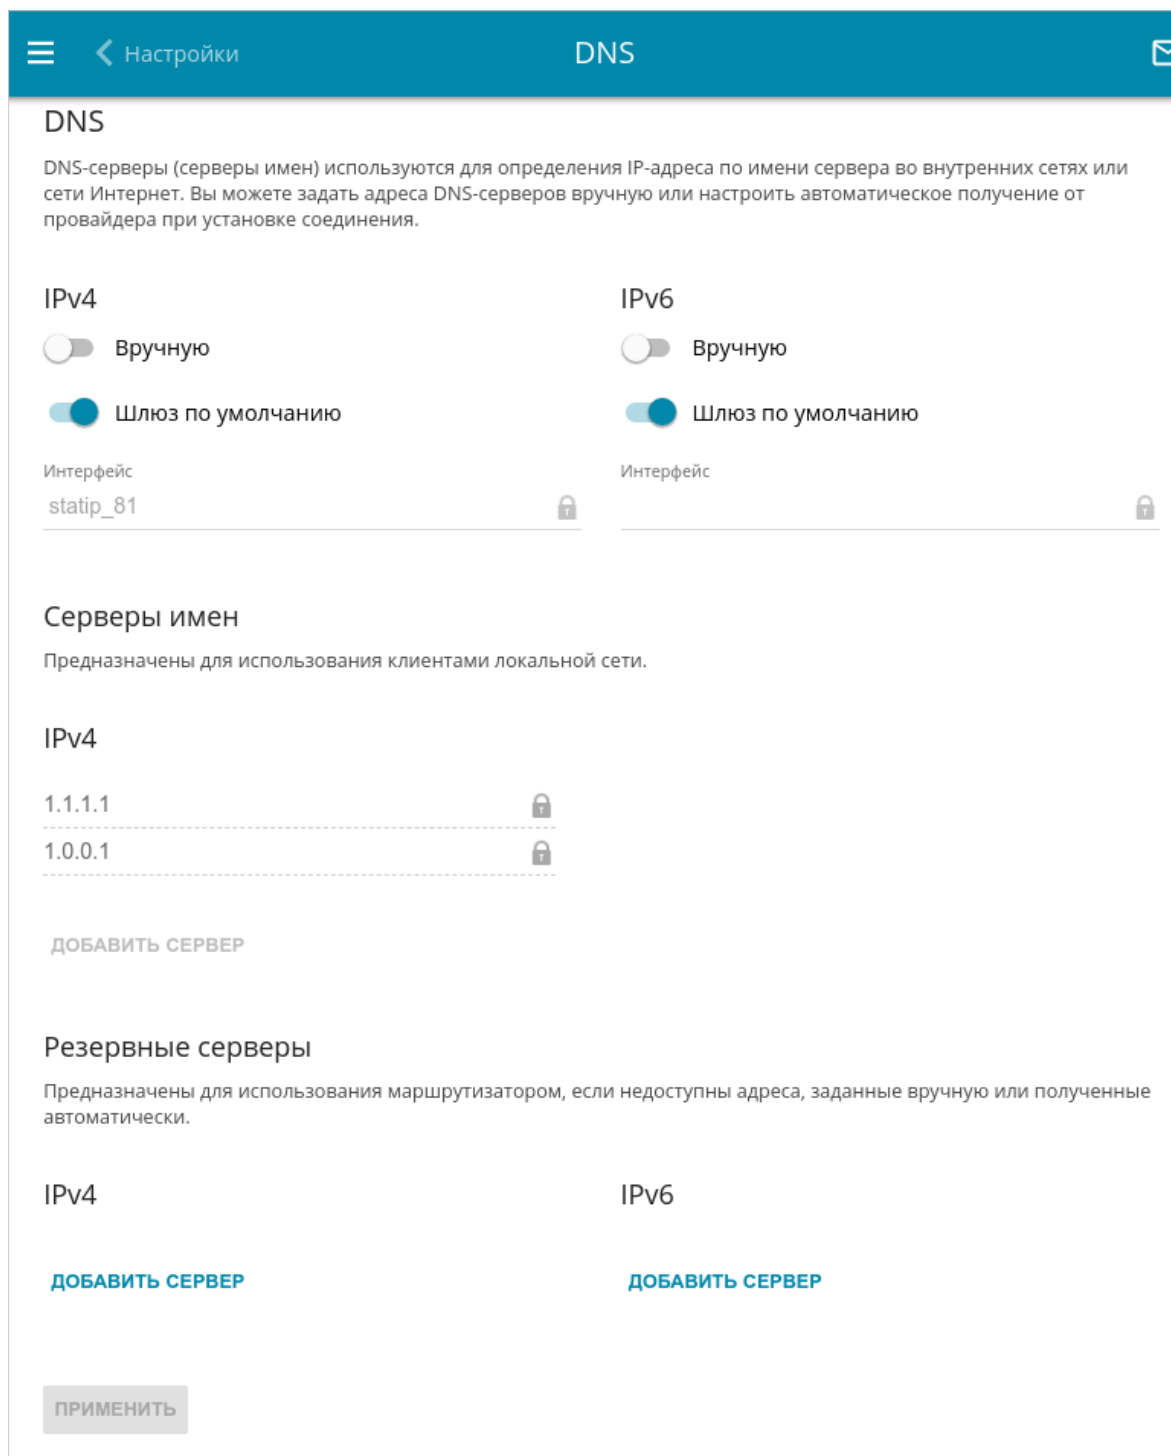 Настройки
DNS
DNS
DNS-серверы (серверы имен) используются для определения IP-адреса по имени сервера во внутренних сетях или
сети Интернет. Вы можете задать адреса DNS-серверов вручную или настроить автоматическое получение от
провайдера при установке соединения.
IPv4
IPv6
Вручную
Вручную
Шлюз по умолчанию
Шлюз по умолчанию
Интерфейс
Интерфейс
statip_81
Серверы имен
Предназначены для использования клиентами локальной сети.
IPv4
1.1.1.1
1.0.0.1
ДОБАВИТЬ СЕРВЕР
Резервные серверы
Предназначены для использования маршрутизатором, если недоступны адреса, заданные вручную или полученные
автоматически.
IPv4
IPv6
ДОБАВИТЬ СЕРВЕР
ДОБАВИТЬ СЕРВЕР
ПРИМЕНИТЬ